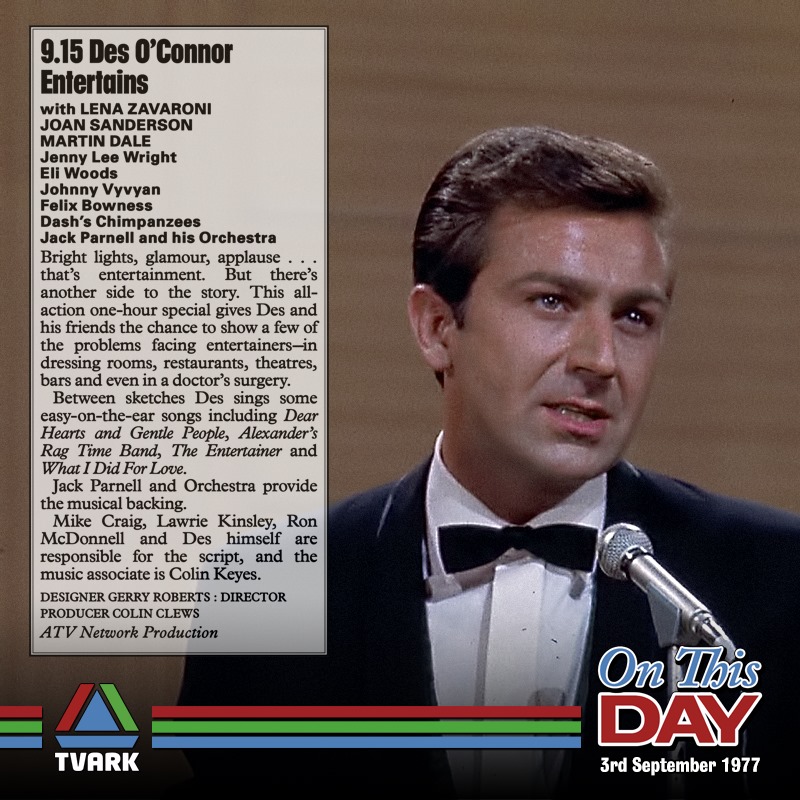 9.15 Des O'Connor
Entertains
with LENA ZAVARONI
JOAN SANDERSON
MARTIN DALE
Jenny Lee Wright
Eli Woods
Johnny Vyvyan
Felix Bowness
Dash's Chimpanzees
Jack Parnell and his Orchestra
Bright lights, glamour, applause . . .
that's entertainment. But there's
another side to the story. This all-
action one-hour special gives Des and
his friends the chance to show a few of
the problems facing entertainers—in
dressing rooms, restaurants, theatres,
bars and even in a doctor's surgery.
Between sketches Des sings some
easy-on-the-ear songs including Dear
Hearts and Gentle People, Alexander's
Rag Time Band, The Entertainer and
What I Did For Love.
Jack Parnell and Orchestra provide
the musical backing.
Mike Craig, Lawrie Kinsley, Ron
McDonnell and Des himself are
responsible for the script, and the
music associate is Colin Keyes.
DESIGNER GERRY ROBERTS : DIRECTOR
PRODUCER COLIN CLEWS
ATV Network Production
TVARK
On This
DAY
3rd September 1977